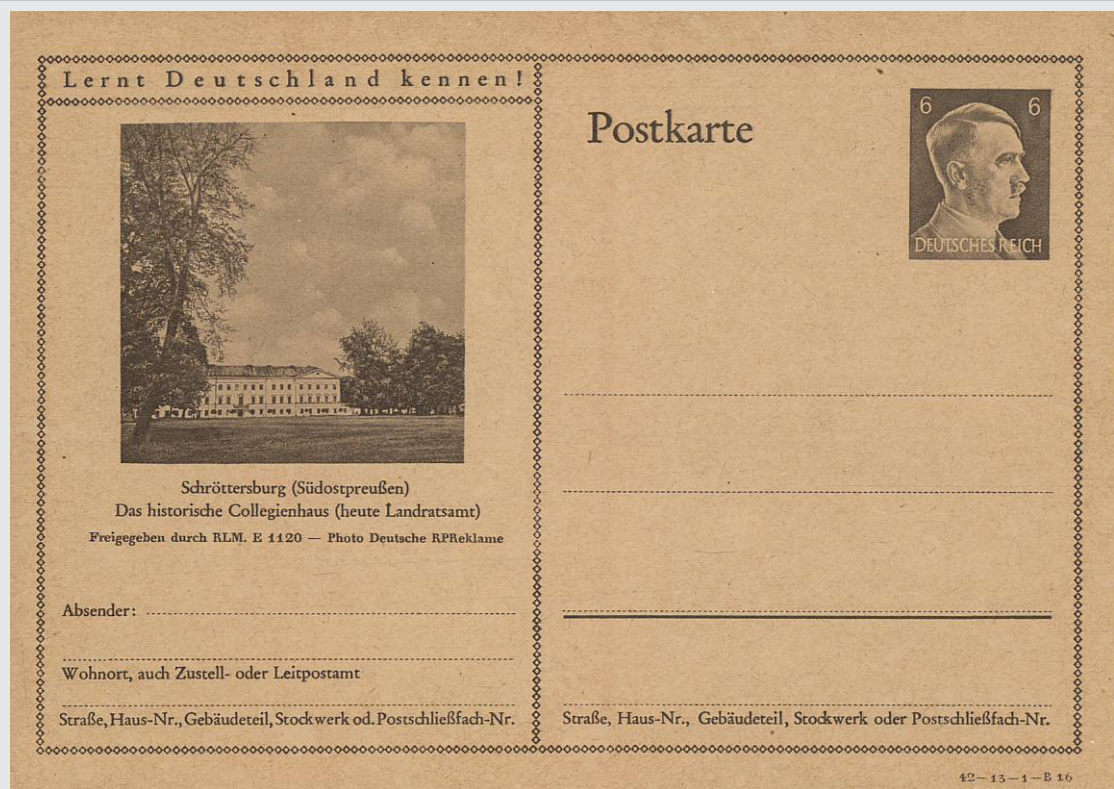 Lernt Deutschland kennen!
Schröttersburg (Südostpreußen)
Das historische Collegienhaus (heute Landratsamt)
Freigegeben durch RLM. E 1120 — Photo Deutsche RPReklame
Absender:
Wohnort, auch Zustell- oder Leitpostamt
Straße, Haus-Nr., Gebäudeteil, Stockwerk od. Postschließfach-Nr.
Postkarte
6 6
DEUTSCHES REICH
Straße, Haus-Nr., Gebäudeteil, Stockwerk oder Postschließfach-Nr.
42—13—1—B 16